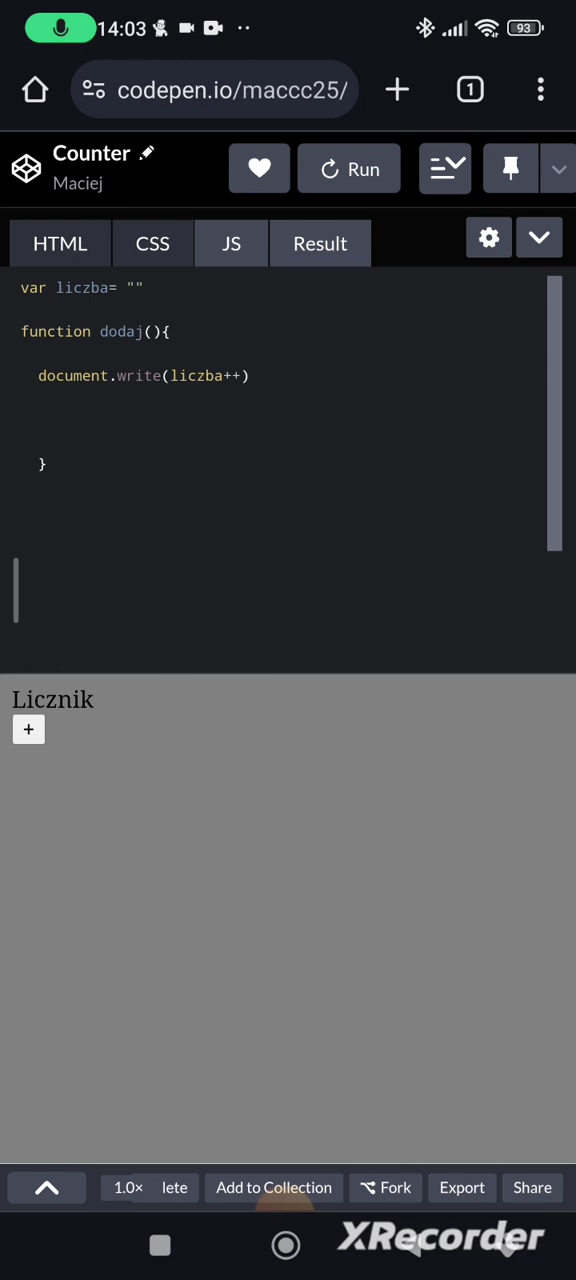 14:03
93
codepen.io/maccc25/
1
Counter
Maciej
Run
HTML
CSS
JS
Result
var liczba= ""
function dodaj(){
document.write(liczba++)
}
Licznik
+
1.0×
lete
Add to Collection
Fork
Export
Share
XRecorder